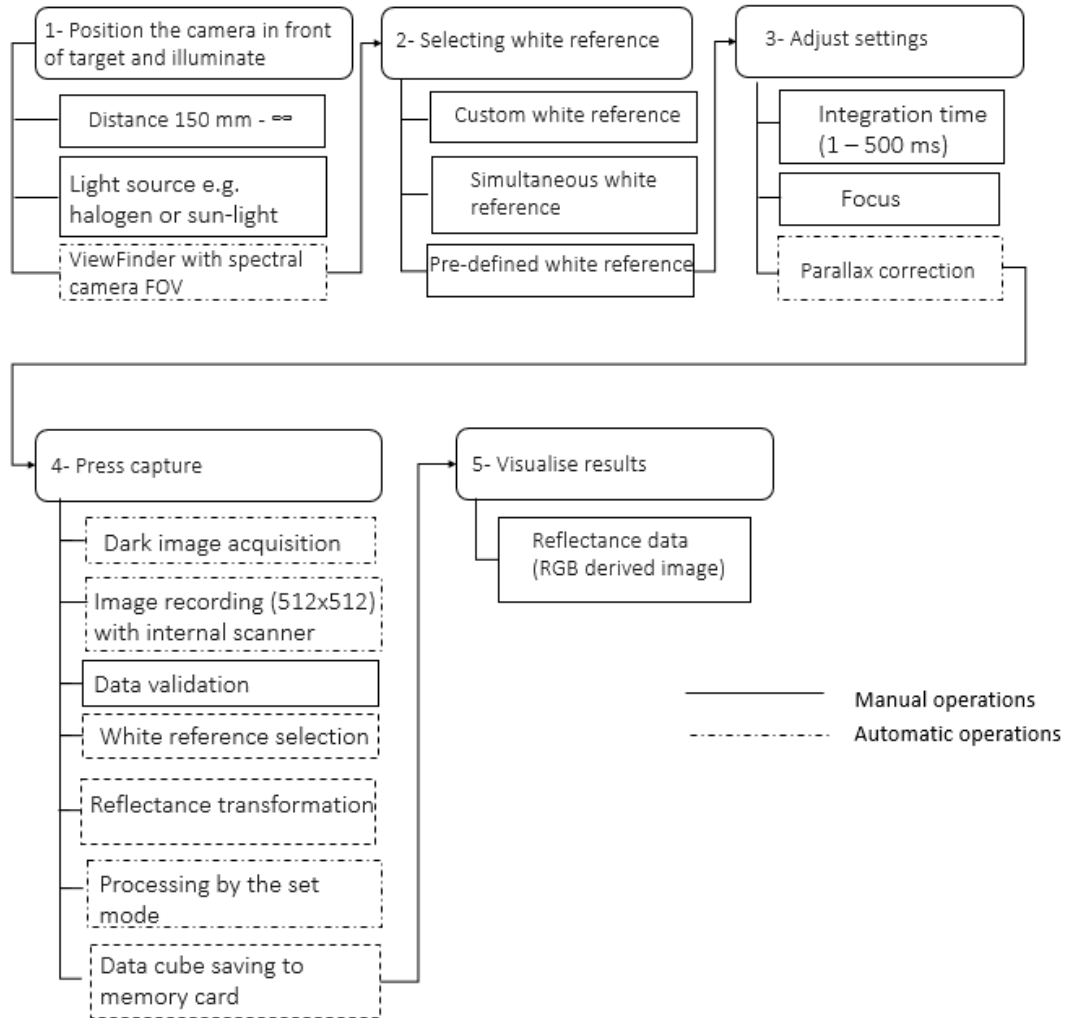 1- Position the camera in front
of target and illuminate
Distance 150 mm - ∞
Light source e.g.
halogen or sun-light
ViewFinder with spectral
camera FOV
2- Selecting white reference
Custom white reference
Simultaneous white
reference
Pre-defined white reference
3- Adjust settings
Integration time
(1 – 500 ms)
Focus
Parallax correction
4- Press capture
Dark image acquisition
Image recording (512x512)
with internal scanner
Data validation
White reference selection
Reflectance transformation
Processing by the set
mode
Data cube saving to
memory card
5- Visualise results
Reflectance data
(RGB derived image)
Manual operations
Automatic operations